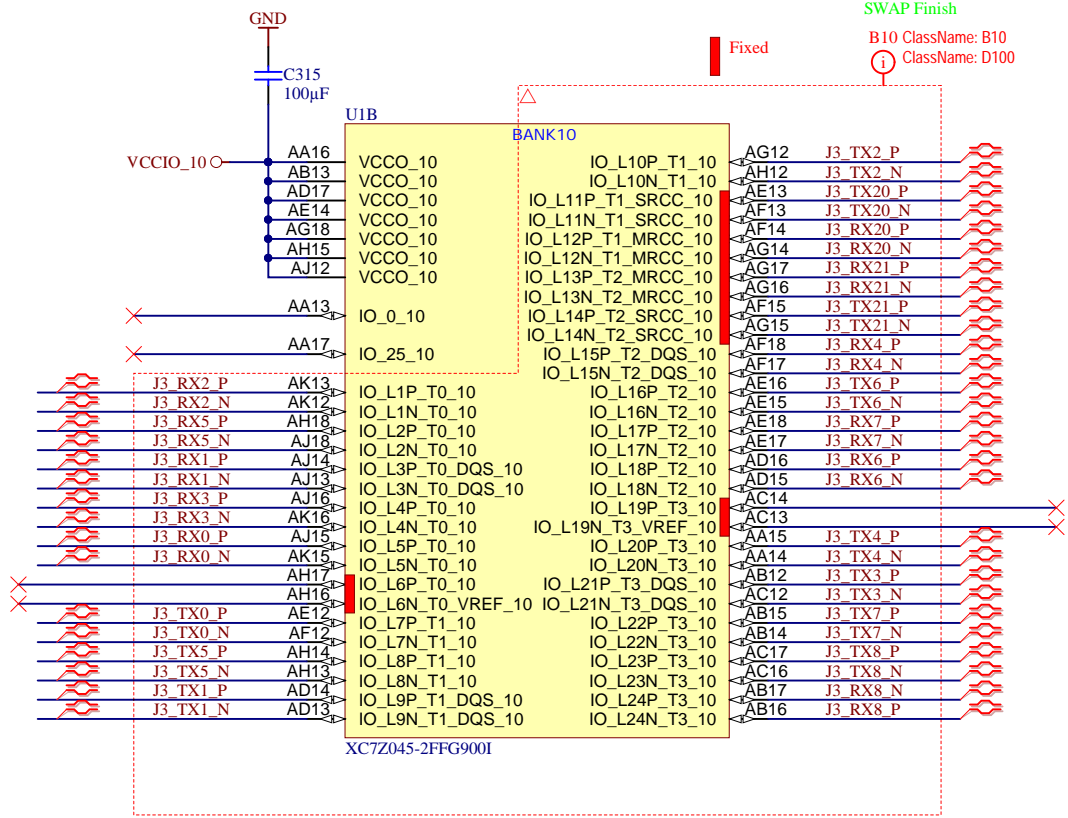 SWAP Finish
GND
B10 ClassName: B10
ClassName: D100
Fixed
C315
100µF
U1B
BANK10
VCCIO_10
AA16 VCCO_10
AB13 VCCO_10
AD17 VCCO_10
AE14 VCCO_10
AG18 VCCO_10
AH15 VCCO_10
AJ12 VCCO_10
AA13 IO_0_10
AA17 IO_25_10
J3_RX2_P AK13 IO_L1P_T0_10
J3_RX2_N AK12 IO_L1N_T0_10
J3_RX5_P AH18 IO_L2P_T0_10
J3_RX5_N AJ18 IO_L2N_T0_10
J3_RX1_P AJ14 IO_L3P_T0_DQS_10
J3_RX1_N AJ13 IO_L3N_T0_DQS_10
J3_RX3_P AJ16 IO_L4P_T0_10
J3_RX3_N AK16 IO_L4N_T0_10
J3_RX0_P AJ15 IO_L5P_T0_10
J3_RX0_N AK15 IO_L5N_T0_10
AH17 IO_L6P_T0_10
AH16 IO_L6N_T0_VREF_10
J3_TX0_P AE12 IO_L7P_T1_10
J3_TX0_N AF12 IO_L7N_T1_10
J3_TX5_P AH14 IO_L8P_T1_10
J3_TX5_N AH13 IO_L8N_T1_10
J3_TX1_P AD14 IO_L9P_T1_DQS_10
J3_TX1_N AD13 IO_L9N_T1_DQS_10
IO_L10P_T1_10 AG12 J3_TX2_P
IO_L10N_T1_10 AH12 J3_TX2_N
IO_L11P_T1_SRCC_10 AE13 J3_TX20_P
IO_L11N_T1_SRCC_10 AF13 J3_TX20_N
IO_L12P_T1_MRCC_10 AF14 J3_RX20_P
IO_L12N_T1_MRCC_10 AG14 J3_RX20_N
IO_L13P_T2_MRCC_10 AG17 J3_RX21_P
IO_L13N_T2_MRCC_10 AG16 J3_RX21_N
IO_L14P_T2_SRCC_10 AF15 J3_TX21_P
IO_L14N_T2_SRCC_10 AG15 J3_TX21_N
IO_L15P_T2_DQS_10 AF18 J3_RX4_P
IO_L15N_T2_DQS_10 AF17 J3_RX4_N
IO_L16P_T2_10 AE16 J3_TX6_P
IO_L16N_T2_10 AE15 J3_TX6_N
IO_L17P_T2_10 AE18 J3_RX7_P
IO_L17N_T2_10 AE17 J3_RX7_N
IO_L18P_T2_10 AD16 J3_RX6_P
IO_L18N_T2_10 AD15 J3_RX6_N
IO_L19P_T3_10 AC14
IO_L19N_T3_VREF_10 AC13
IO_L20P_T3_10 AA15 J3_TX4_P
IO_L20N_T3_10 AA14 J3_TX4_N
IO_L21P_T3_DQS_10 AB12 J3_TX3_P
IO_L21N_T3_DQS_10 AC12 J3_TX3_N
IO_L22P_T3_10 AB15 J3_TX7_P
IO_L22N_T3_10 AB14 J3_TX7_N
IO_L23P_T3_10 AC17 J3_TX8_P
IO_L23N_T3_10 AC16 J3_TX8_N
IO_L24P_T3_10 AB17 J3_RX8_N
IO_L24N_T3_10 AB16 J3_RX8_P
XC7Z045-2FFG900I